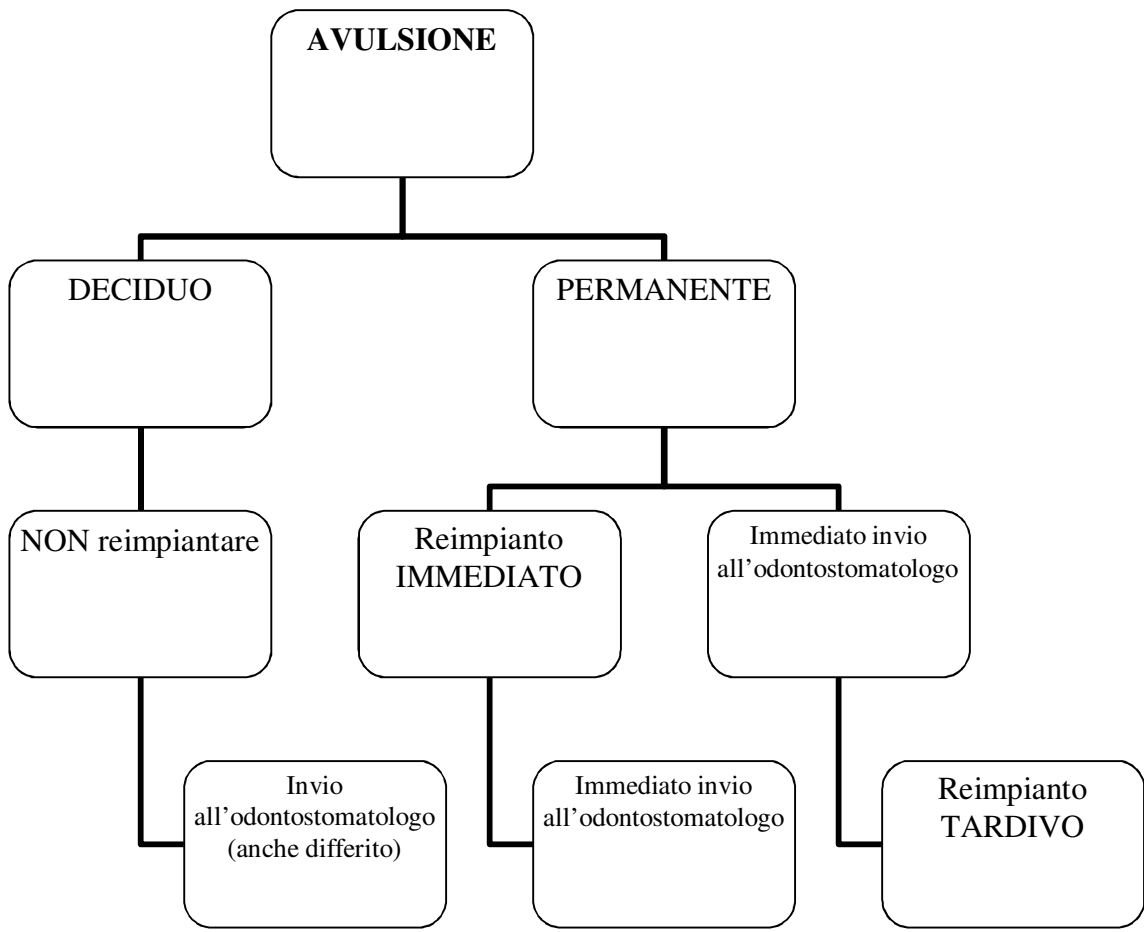 AVULSIONE
DECIDUO
PERMANENTE
NON reimpiantare
Reimpianto
IMMEDIATO
Immediato invio
all’odontostomatologo
Invio
all’odontostomatologo
(anche differito)
Immediato invio
all’odontostomatologo
Reimpianto
TARDIVO